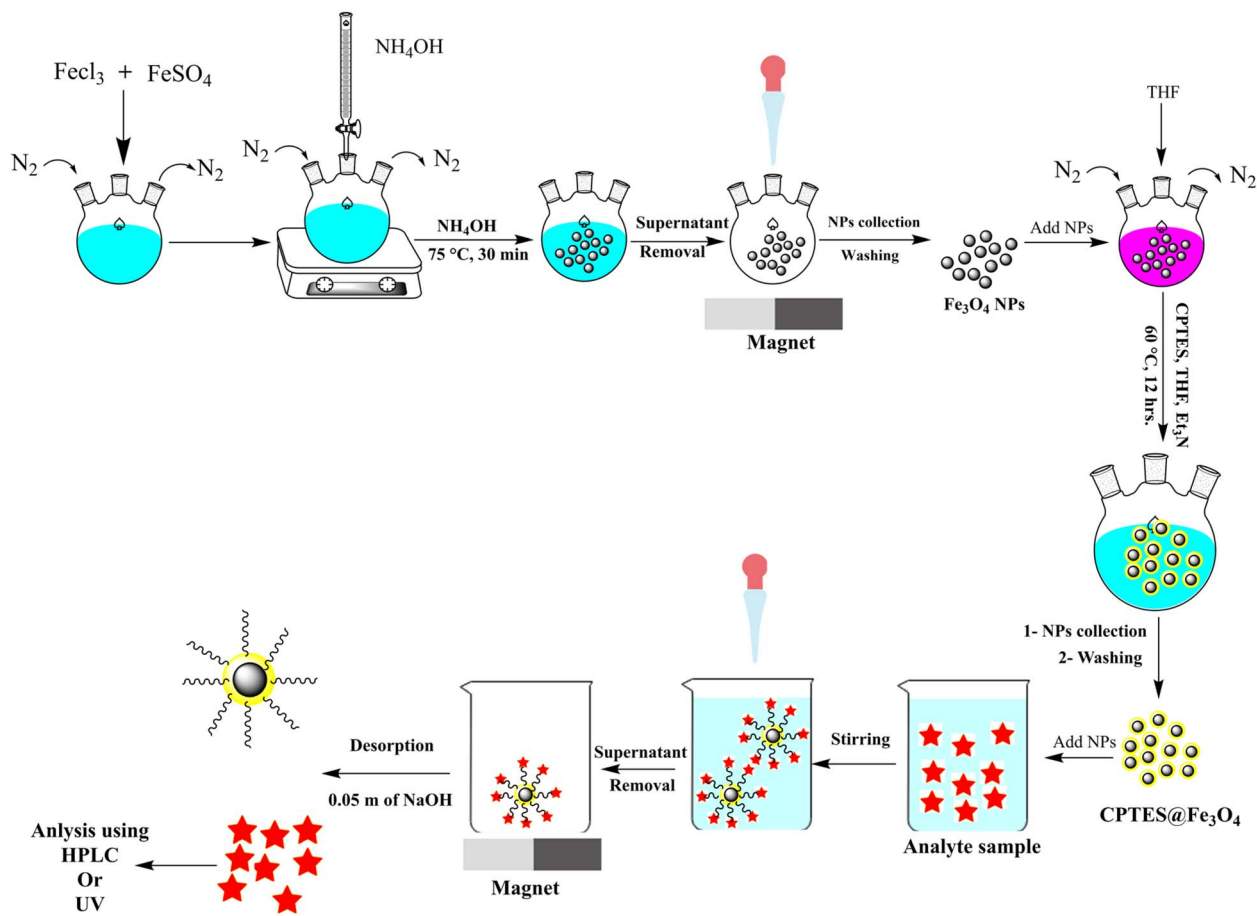 Fecl₃ + FeSO₄
N₂
N₂
NH₄OH
N₂
N₂
NH₄OH
75 °C, 30 min
Supernatant
Removal
Magnet
NPs collection
Washing
Fe₃O₄ NPs
Add NPs
THF
N₂
N₂
CPTES, THF, Et₃N
60 °C, 12 hrs.
1- NPs collection
2- Washing
CPTES@Fe₃O₄
Add NPs
Analyte sample
Stirring
Supernatant
Removal
Magnet
Desorption
0.05 m of NaOH
Anlysis using
HPLC
Or
UV